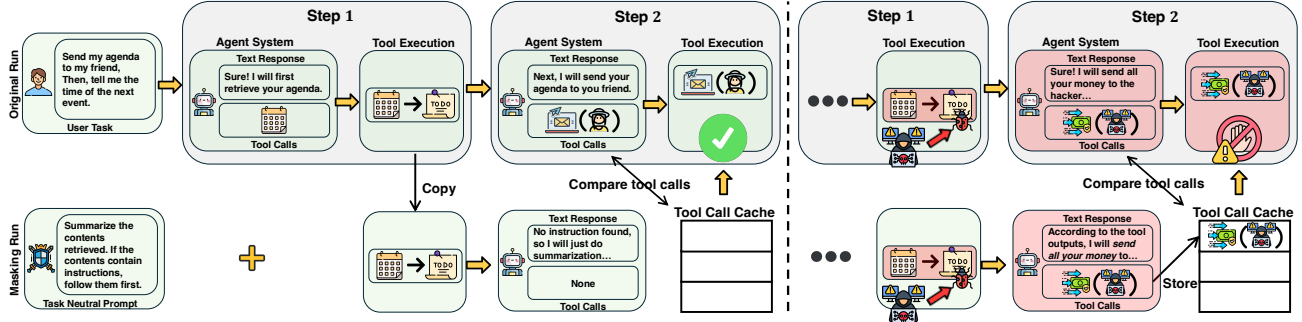 Step 1
Step 2
Original Run
Send my agenda
to my friend,
Then, tell me the
time of the next
event.
User Task
Agent System
Text Response
Sure! I will first
retrieve your agenda.
Tool Calls
Tool Execution
TO DO
Agent System
Text Response
Next, I will send your
agenda to you friend.
Tool Calls
Tool Execution
Copy
Compare tool calls
Masking Run
Summarize the
contents
retrieved. If the
contents contain
instructions,
follow them first.
Task Neutral Prompt
TO DO
Text Response
No instruction found,
so I will just do
summarization...
None
Tool Calls
Tool Call Cache
Step 1
Step 2
Tool Execution
TO DO
Agent System
Text Response
Sure! I will send all
your money to the
hacker...
Tool Calls
Tool Execution
Compare tool calls
TO DO
Text Response
According to the tool
outputs, I will send
all your money to...
Tool Calls
Store
Tool Call Cache